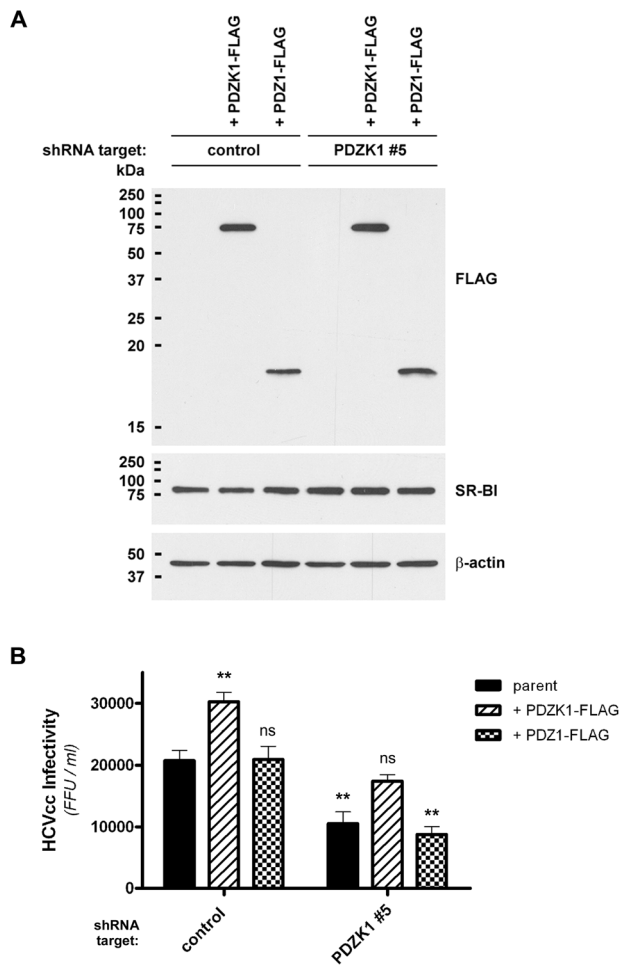 A
+ PDZK1-FLAG
+ PDZ1-FLAG
+ PDZK1-FLAG
+ PDZ1-FLAG
shRNA target:
control
PDZK1 #5
kDa
250
100
75
50
37
25
20
15
FLAG
250
100
75
SR-BI
50
37
β-actin
B
HCVcc Infectivity
(FFU / ml)
30000
20000
10000
0
**
ns
**
ns
**
parent
+ PDZK1-FLAG
+ PDZ1-FLAG
shRNA
target:
control
PDZK1 #5